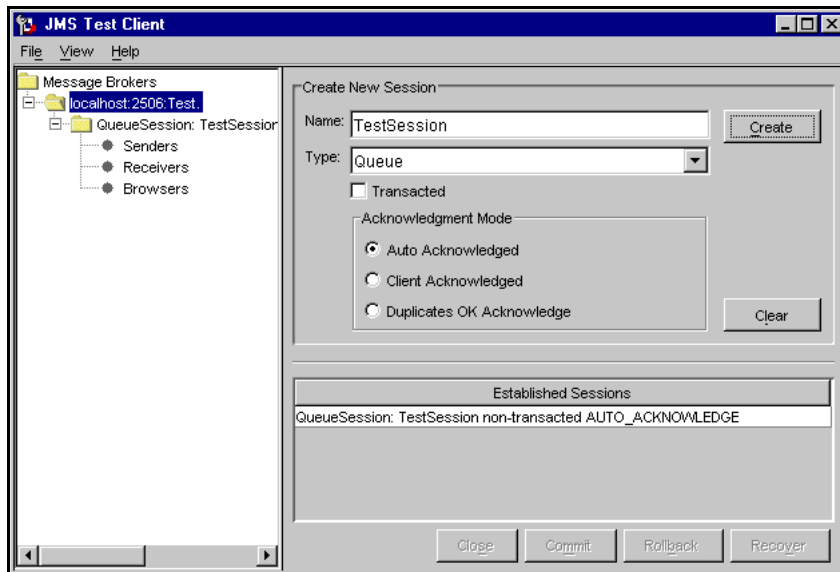 JMS Test Client
File View Help
Message Brokers
localhost:2506:Test.
QueueSession: TestSession
Senders
Receivers
Browsers
Create New Session
Name: TestSession
Create
Type: Queue
Transacted
Acknowledgment Mode
Auto Acknowledged
Client Acknowledged
Duplicates OK Acknowledge
Clear
Established Sessions
QueueSession: TestSession non-transacted AUTO_ACKNOWLEDGE
Close Commit Rollback Recover